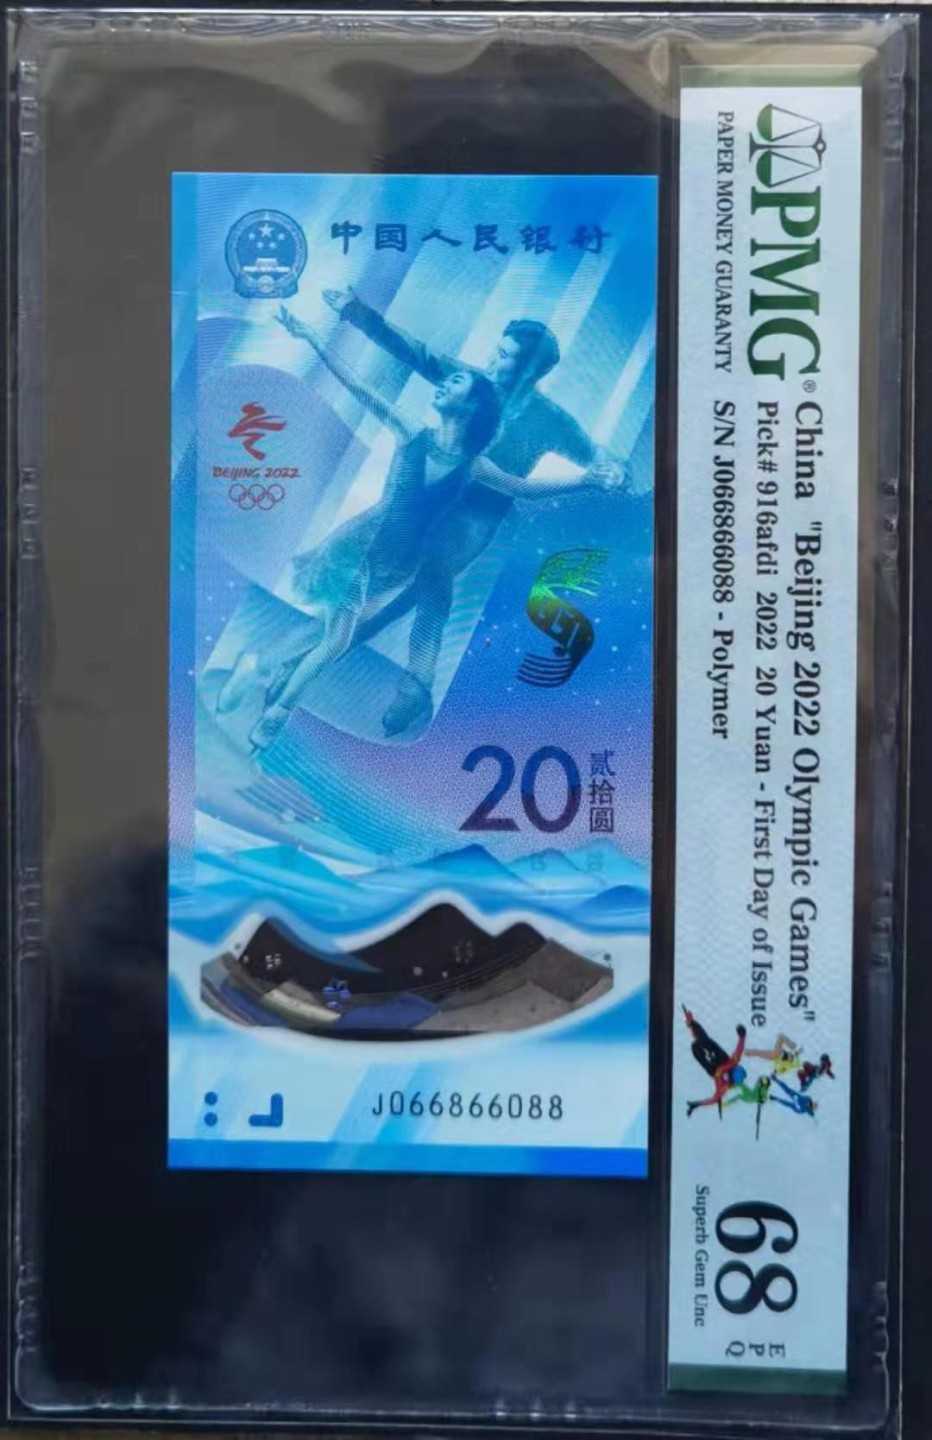 中国人民银行
BEIJING 2022
20
贰拾圆
J066866088
PMG®
PAPER MONEY GUARANTY
China "Beijing 2022 Olympic Games"
Pick# 916afdi 2022 20 Yuan - First Day of Issue
S/N J066866088 - Polymer
68
EPQ
Superb Gem Unc